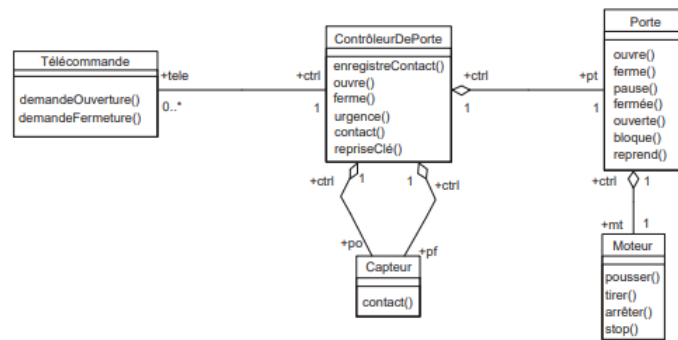 Télécommande
demandeOuverture()
demandeFermeture()
+tele
0..*
+ctrl
1
ContrôleurDePorte
enregistreContact()
ouvre()
ferme()
urgence()
contact()
repriseClé()
+ctrl
1
+pt
1
Porte
ouvre()
ferme()
pause()
fermée()
ouverte()
bloque()
reprend()
+ctrl
1
1
+ctrl
+po
+pf
Capteur
contact()
+ctrl
1
+mt
1
Moteur
pousser()
tirer()
arrêter()
stop()